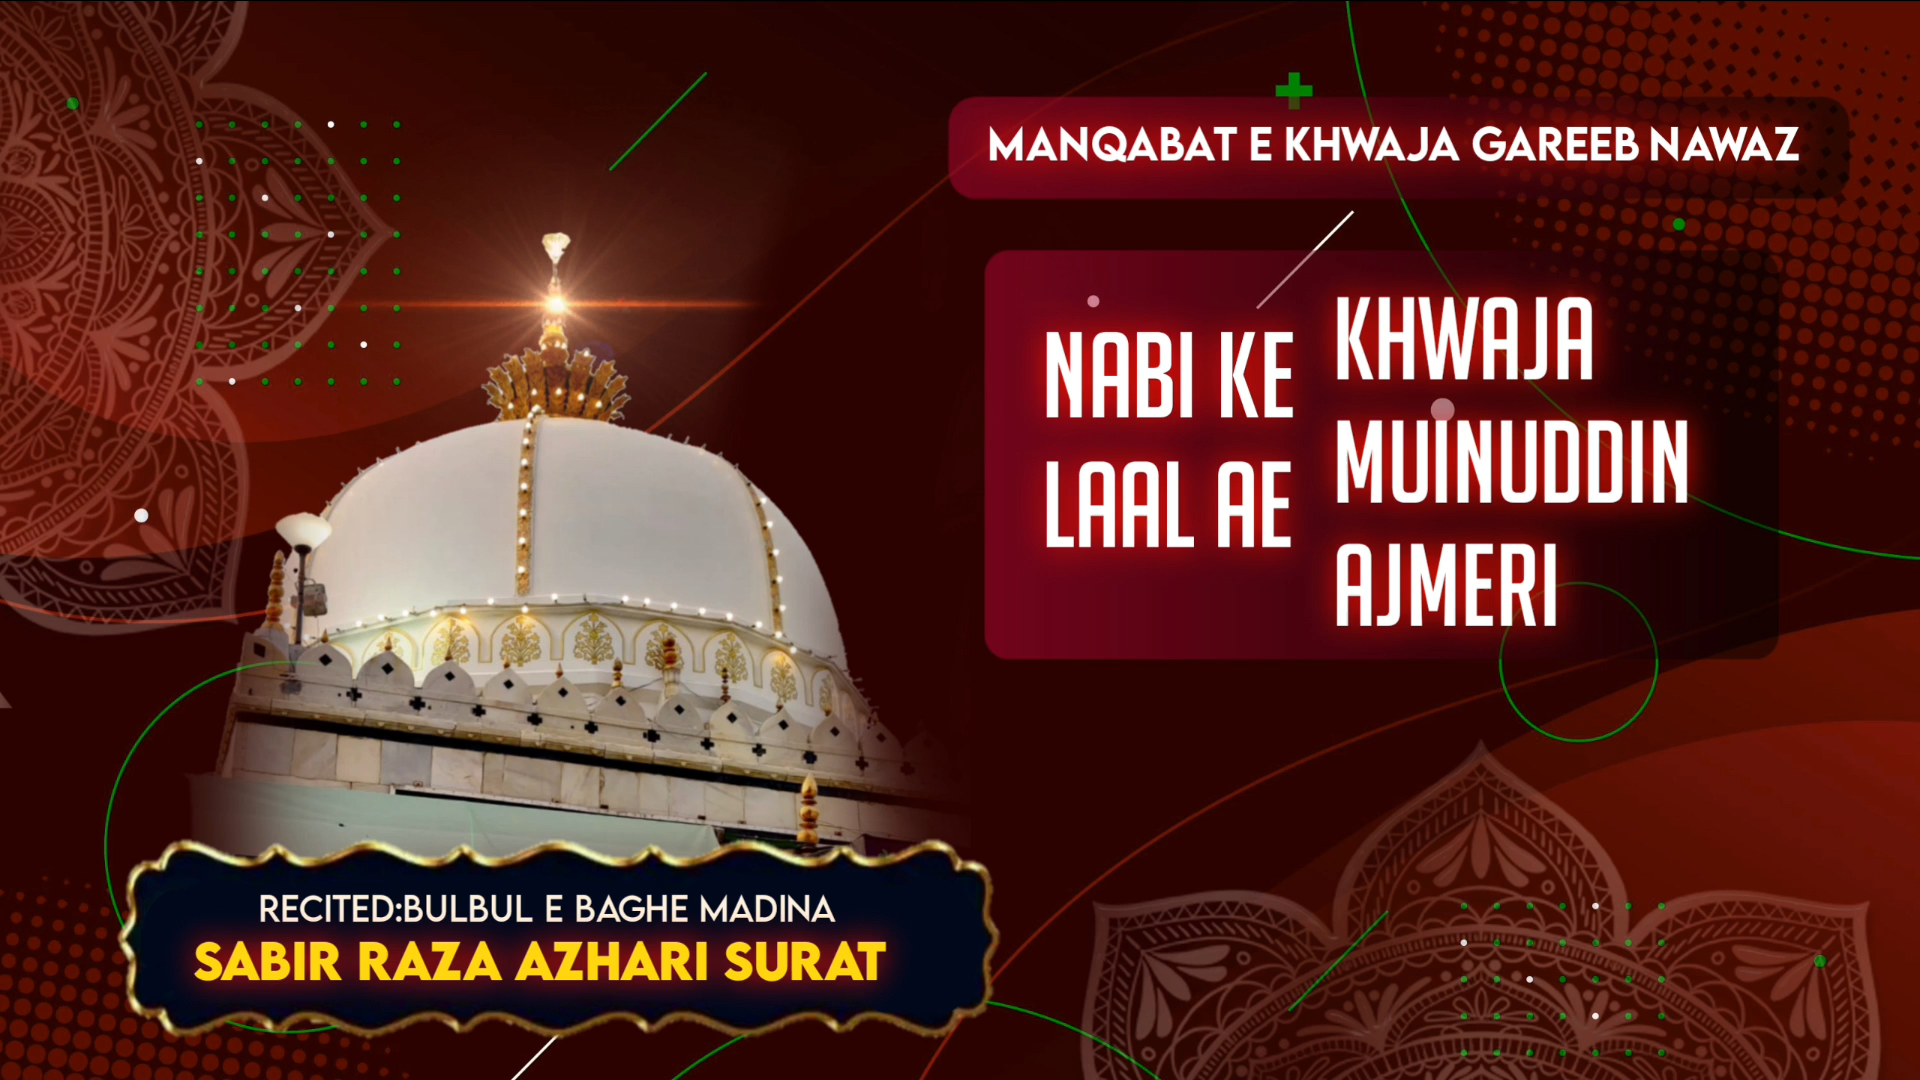 MANQABAT E KHWAJA GAREEB NAWAZ
NABI KE
LAAL AE
KHWAJA
MUINUDDIN
AJMERI
RECITED:BULBUL E BAGHE MADINA
SABIR RAZA AZHARI SURAT